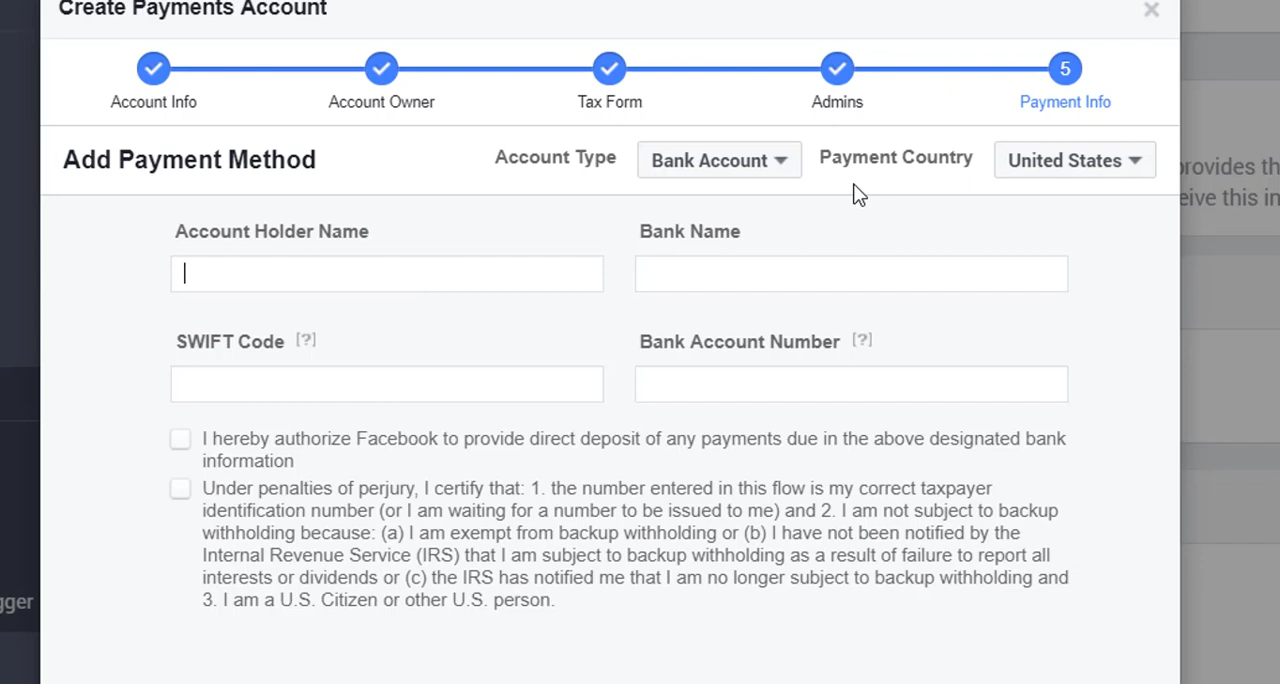 Create Payments Account
×
5
Account Info
Account Owner
Tax Form
Admins
Payment Info
Add Payment Method
Account Type
Bank Account
Payment Country
United States
provides th
eive this in
Account Holder Name
Bank Name
SWIFT Code [?]
Bank Account Number [?]
I hereby authorize Facebook to provide direct deposit of any payments due in the above designated bank
information
Under penalties of perjury, I certify that: 1. the number entered in this flow is my correct taxpayer
identification number (or I am waiting for a number to be issued to me) and 2. I am not subject to backup
withholding because: (a) I am exempt from backup withholding or (b) I have not been notified by the
Internal Revenue Service (IRS) that I am subject to backup withholding as a result of failure to report all
interests or dividends or (c) the IRS has notified me that I am no longer subject to backup withholding and
3. I am a U.S. Citizen or other U.S. person.
gger